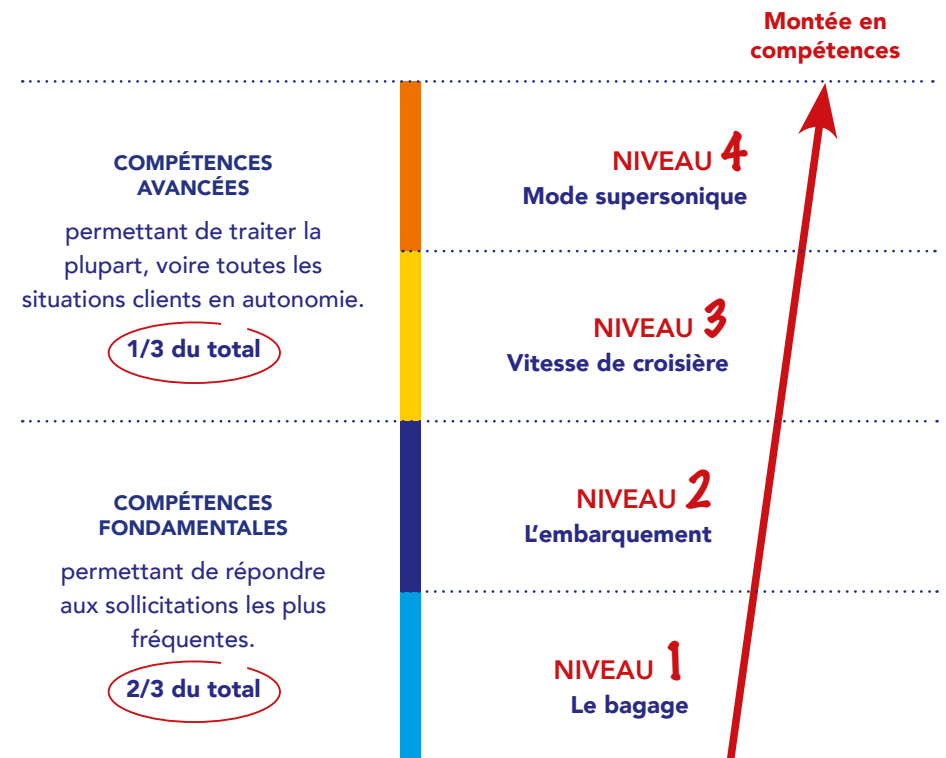 Montée en
compétences
COMPÉTENCES
AVANCÉES
permettant de traiter la
plupart, voire toutes les
situations clients en autonomie.
1/3 du total
NIVEAU 4
Mode supersonique
NIVEAU 3
Vitesse de croisière
COMPÉTENCES
FONDAMENTALES
permettant de répondre
aux sollicitations les plus
fréquentes.
2/3 du total
NIVEAU 2
L'embarquement
NIVEAU 1
Le bagage